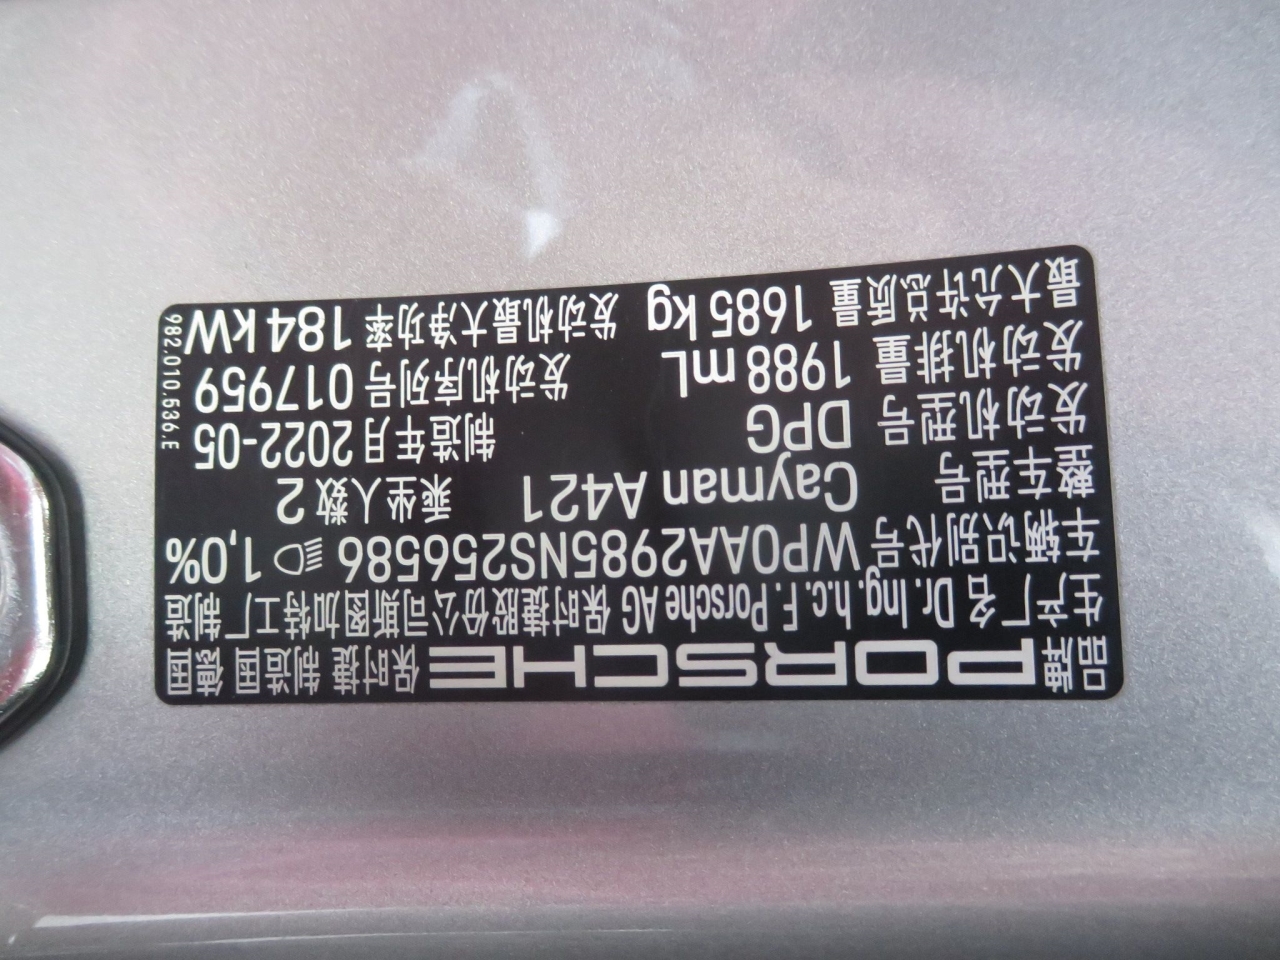 品牌 PORSCHE 保时捷 制造国 德国
生产厂名 Dr. Ing. h.c. F. Porsche AG 保时捷股份公司斯图加特工厂制造
车辆识别代号 WP0AA2985NS256586 1,0%
整车型号 Cayman A421 乘坐人数 2
发动机型号 DPG 制造年月 2022-05
发动机排量 1988 mL 发动机序列号 017959
最大允许总质量 1685 kg 发动机最大净功率 184 kW
982.010.536.E